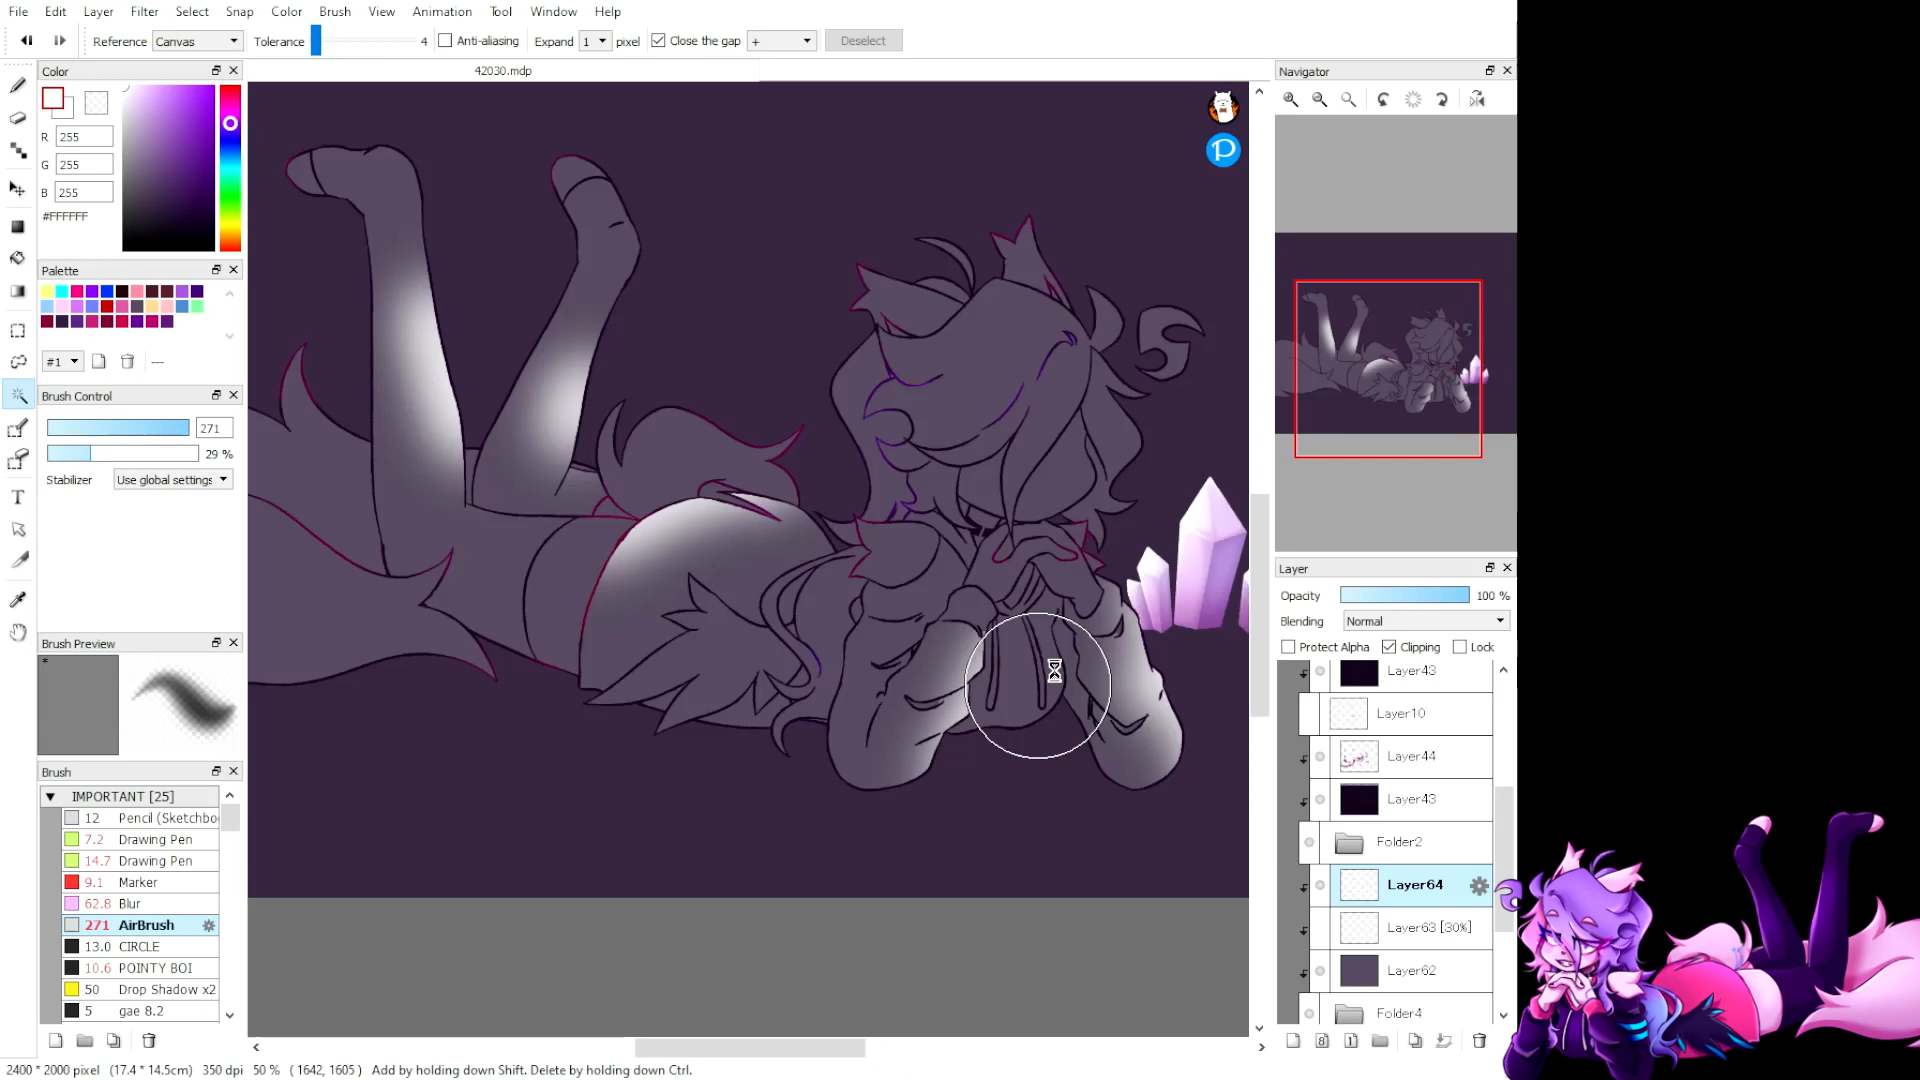 File Edit Layer Filter Select Snap Color Brush View Animation Tool Window Help
Reference Canvas Tolerance 4 Anti-aliasing Expand 1 pixel Close the gap + Deselect
Color
42030.mdp
Navigator
R 255
G 255
B 255
#FFFFFF
Palette
#1 ---
Brush Control
271
29 %
Stabilizer Use global settings
Brush Preview
*
Brush
IMPORTANT [25]
12 Pencil (Sketchbo
7.2 Drawing Pen
14.7 Drawing Pen
9.1 Marker
62.8 Blur
271 AirBrush
13.0 CIRCLE
10.6 POINTY BOI
50 Drop Shadow x2
5 gae 8.2
P
Layer
Opacity 100 %
Blending Normal
Protect Alpha Clipping Lock
Layer43
Layer10
Layer44
Layer43
Folder2
Layer64
Layer63 [30%]
Layer62
Folder4
8 1
2400 * 2000 pixel (17.4 * 14.5cm) 350 dpi 50 % ( 1642, 1605 ) Add by holding down Shift. Delete by holding down Ctrl.